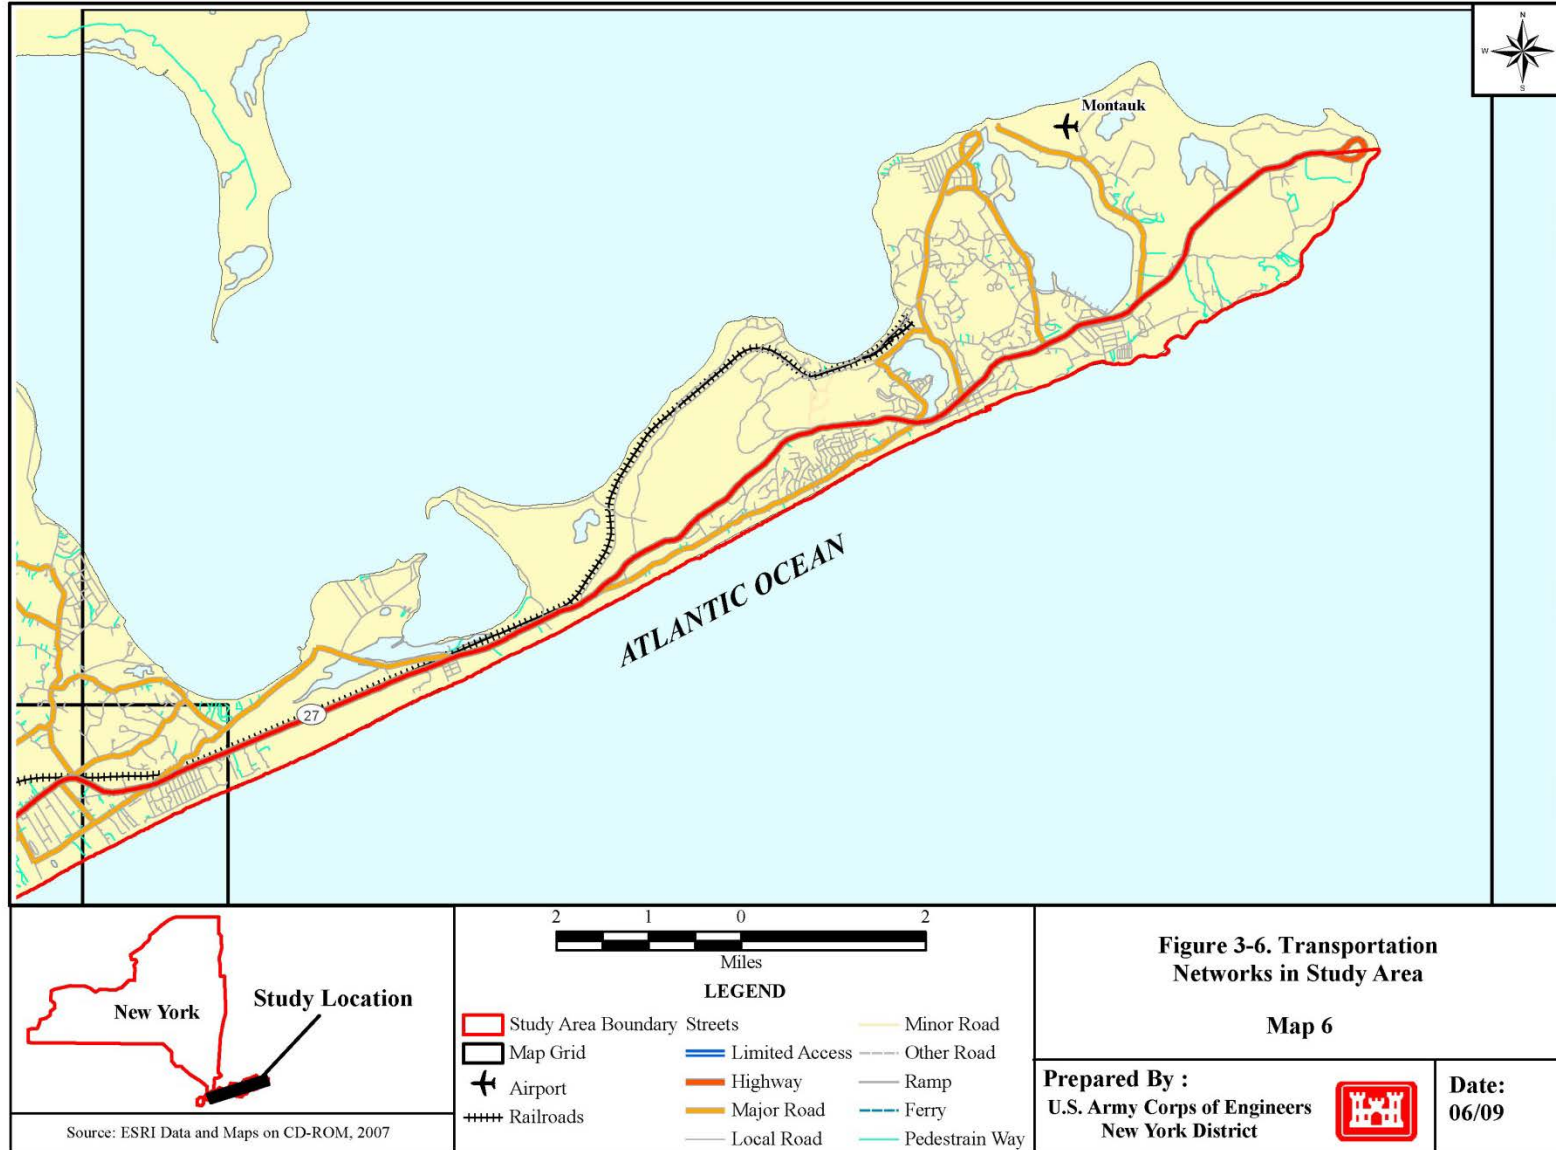 N
W
S
Montauk
ATLANTIC OCEAN
27
New York
Study Location
Source: ESRI Data and Maps on CD-ROM, 2007
2 1 0 2
Miles
LEGEND
Study Area Boundary
Map Grid
Airport
Railroads
Streets
Limited Access
Highway
Major Road
Local Road
Minor Road
Other Road
Ramp
Ferry
Pedestrain Way
Figure 3-6. Transportation
Networks in Study Area
Map 6
Prepared By :
U.S. Army Corps of Engineers
New York District
Date:
06/09